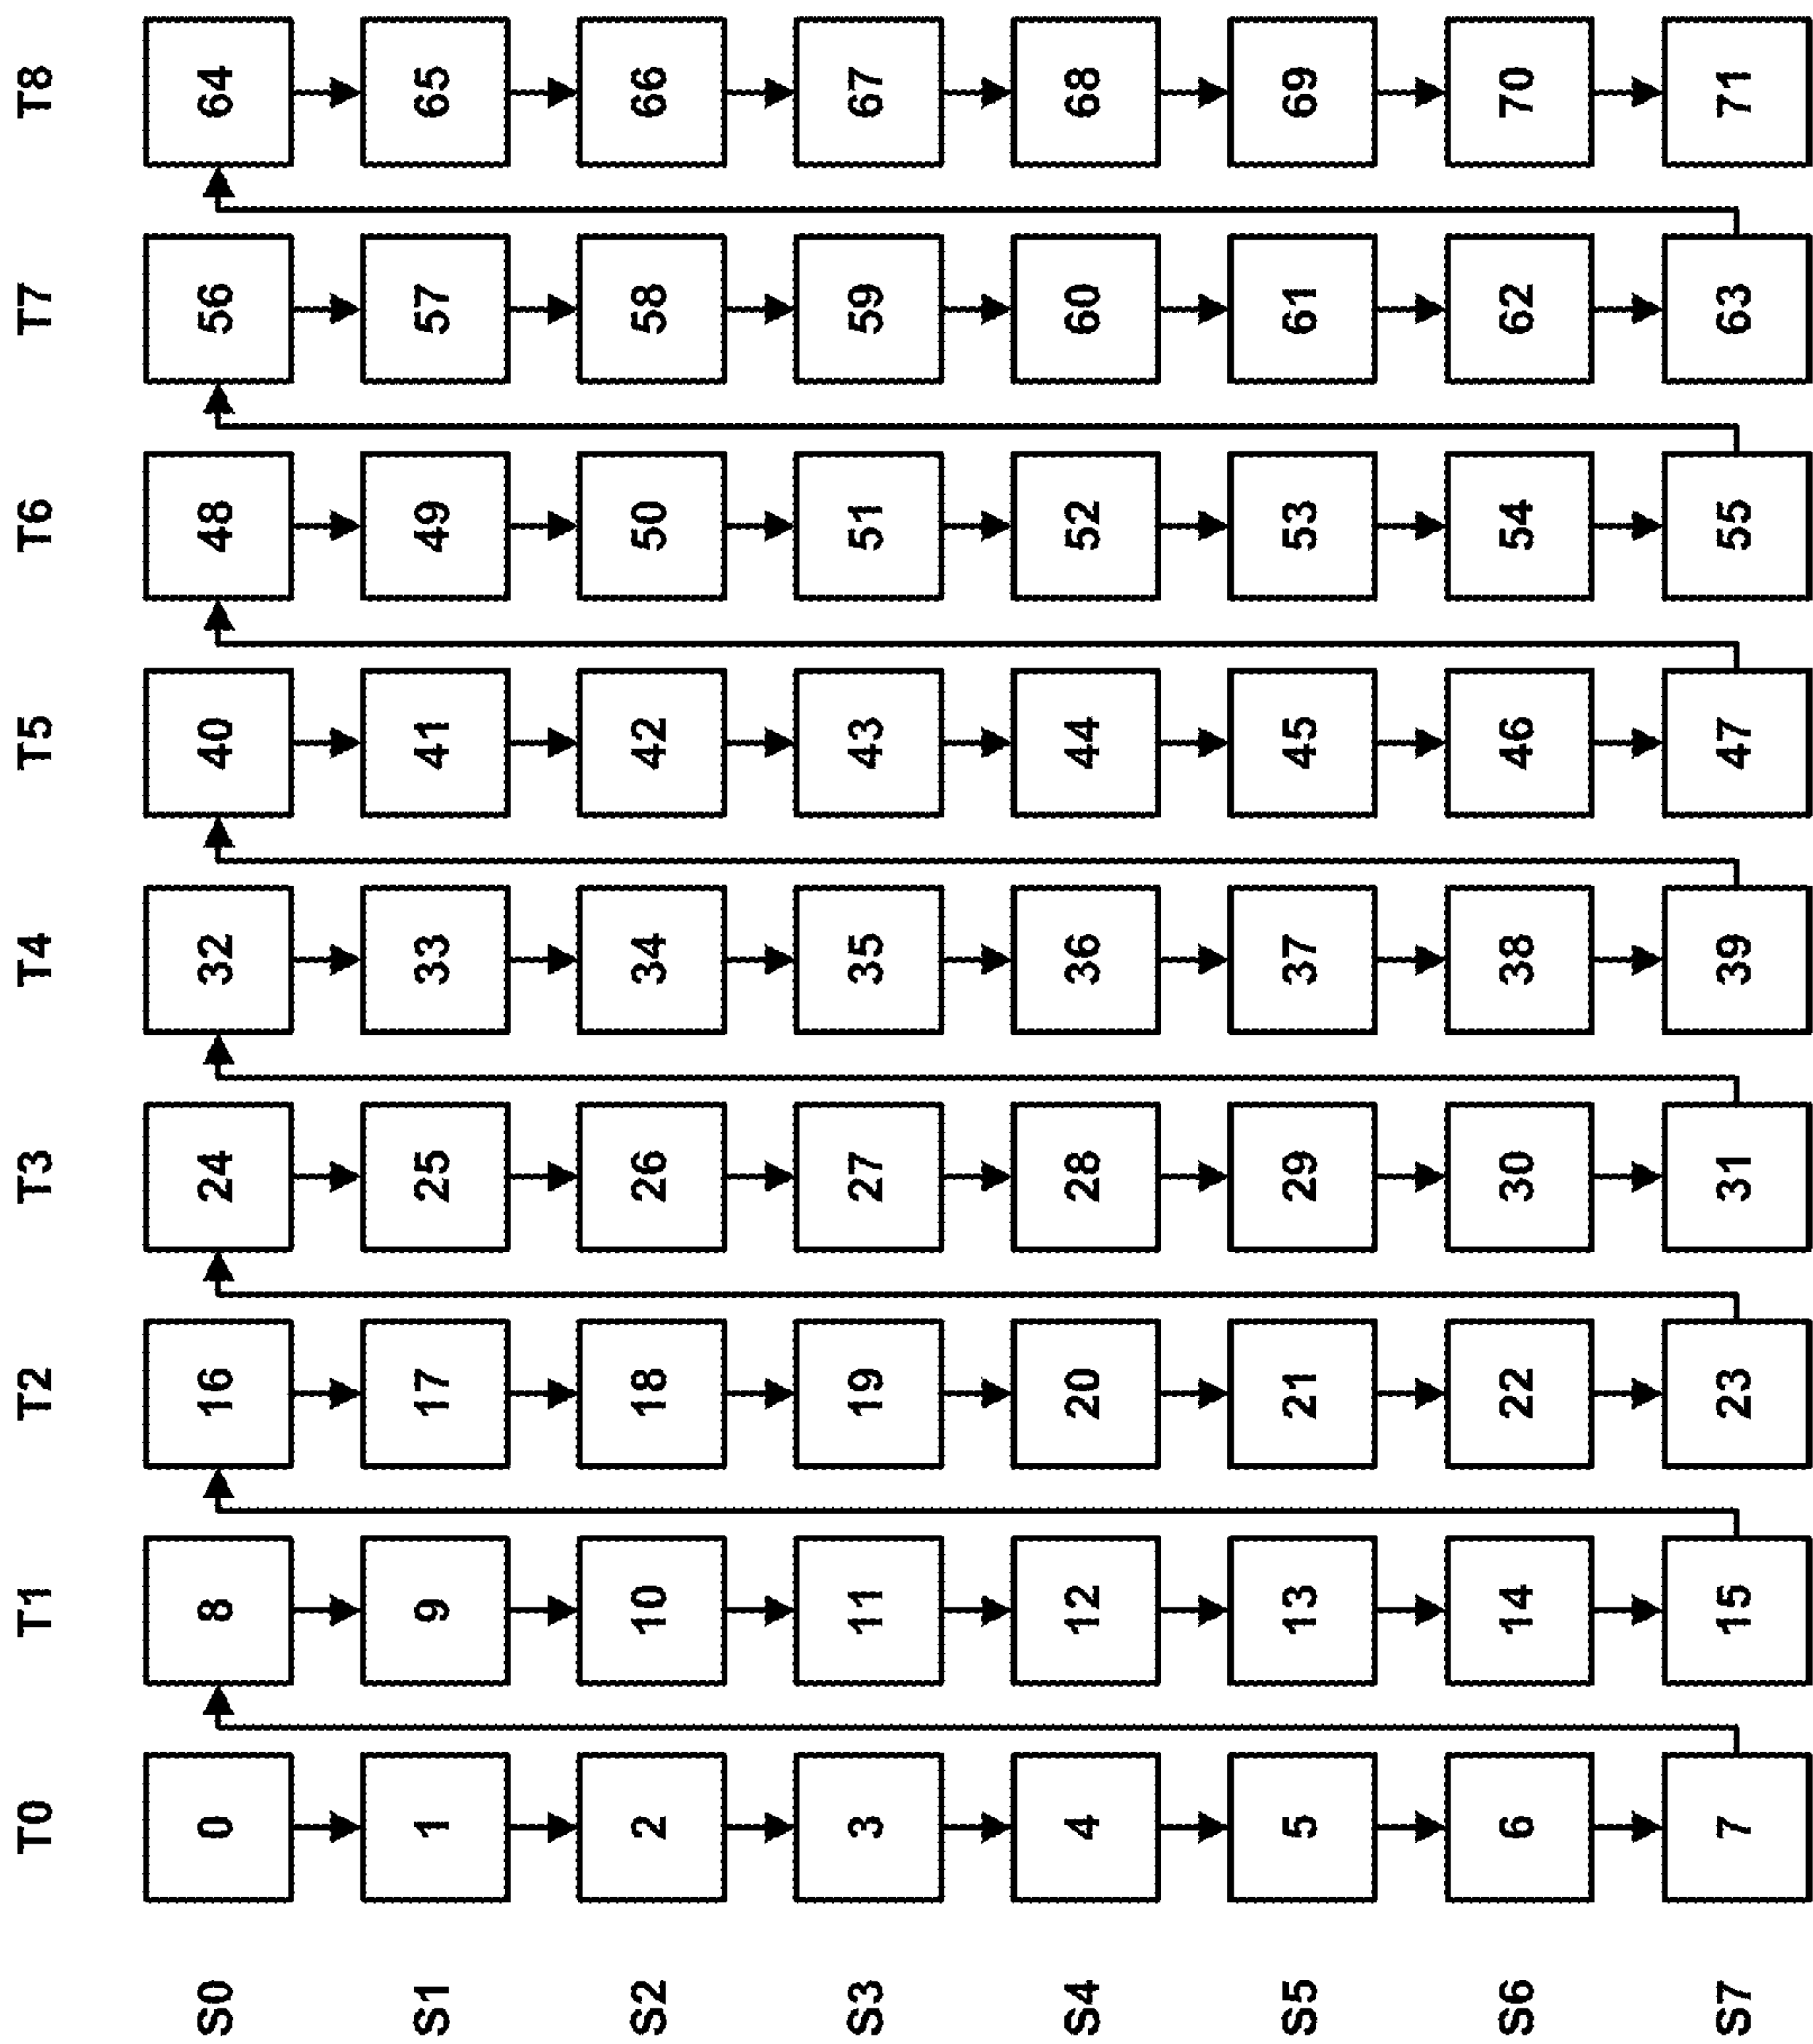 T0 T1 T2 T3 T4 T5 T6 T7 T8
S0 0 8 16 24 32 40 48 56 64
S1 1 9 17 25 33 41 49 57 65
S2 2 10 18 26 34 42 50 58 66
S3 3 11 19 27 35 43 51 59 67
S4 4 12 20 28 36 44 52 60 68
S5 5 13 21 29 37 45 53 61 69
S6 6 14 22 30 38 46 54 62 70
S7 7 15 23 31 39 47 55 63 71